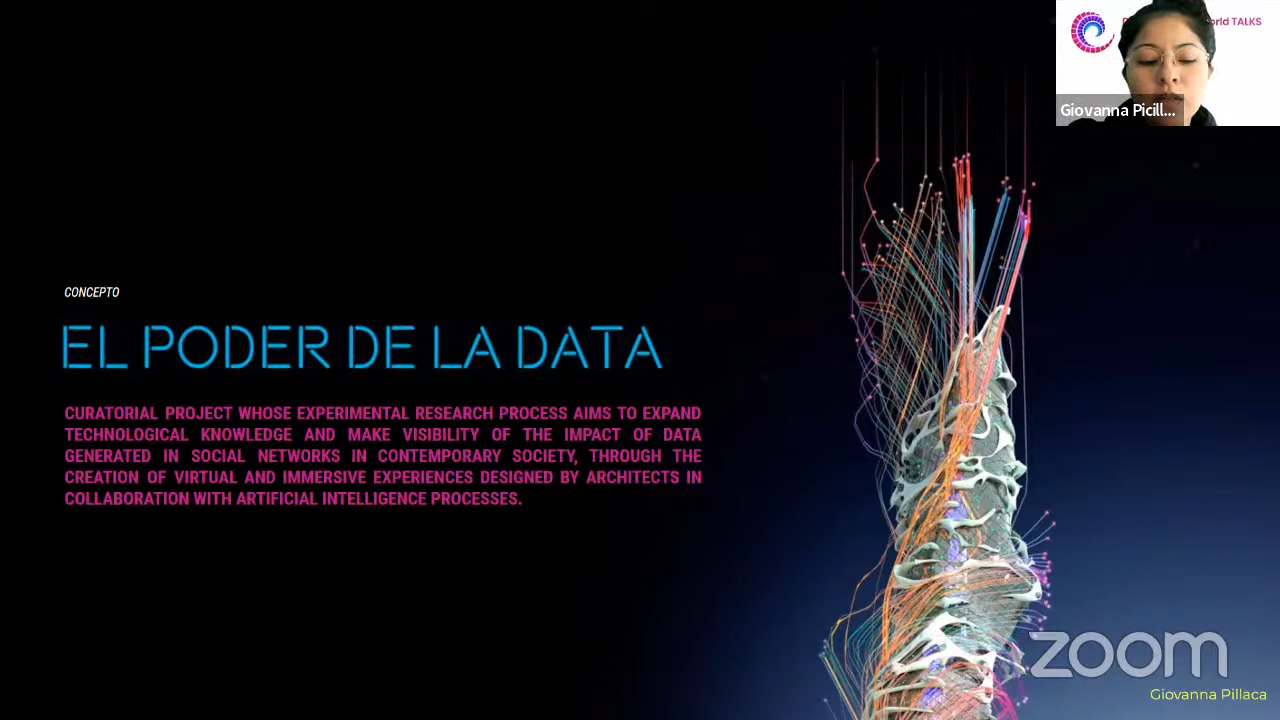 orld TALKS
Giovanna Picill...
CONCEPTO
EL PODER DE LA DATA
CURATORIAL PROJECT WHOSE EXPERIMENTAL RESEARCH PROCESS AIMS TO EXPAND
TECHNOLOGICAL KNOWLEDGE AND MAKE VISIBILITY OF THE IMPACT OF DATA
GENERATED IN SOCIAL NETWORKS IN CONTEMPORARY SOCIETY, THROUGH THE
CREATION OF VIRTUAL AND IMMERSIVE EXPERIENCES DESIGNED BY ARCHITECTS IN
COLLABORATION WITH ARTIFICIAL INTELLIGENCE PROCESSES.
zoom
Giovanna Pillaca